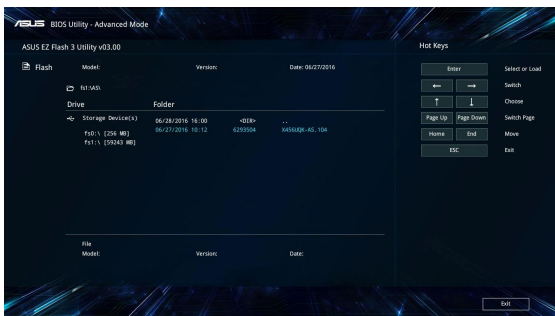 ASUS BIOS Utility - Advanced Mode
ASUS EZ Flash 3 Utility v03.00
Flash
Model: Version: Date: 06/27/2016
fs1:\AS\
Drive Folder
Storage Device(s)
fs0:\ [256 MB]
fs1:\ [59243 MB]
06/28/2016 16:00 <DIR> ..
06/27/2016 10:12 6293504 X456UQK-AS.104
File
Model: Version: Date:
Hot Keys
Enter Select or Load
← → Switch
↑ ↓ Choose
Page Up Page Down Switch Page
Home End Move
ESC Exit
Exit